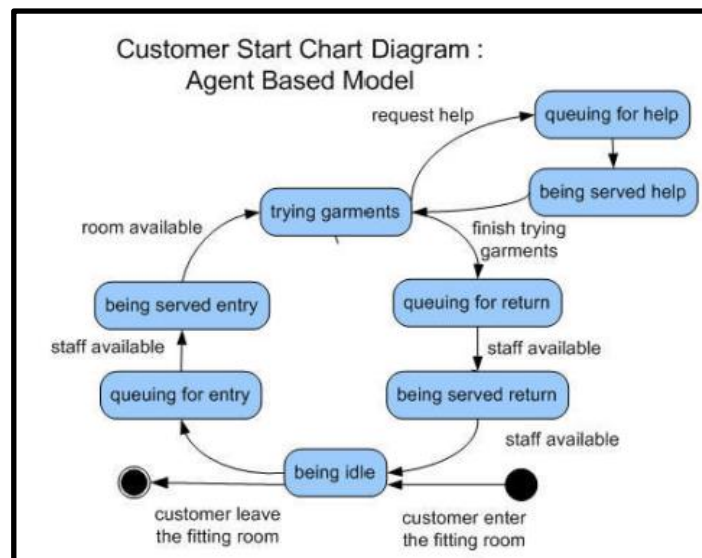 Customer Start Chart Diagram :
Agent Based Model
request help
queuing for help
being served help
trying garments
room available
finish trying
garments
being served entry
queuing for return
staff available
staff available
queuing for entry
being served return
staff available
being idle
customer leave
the fitting room
customer enter
the fitting room